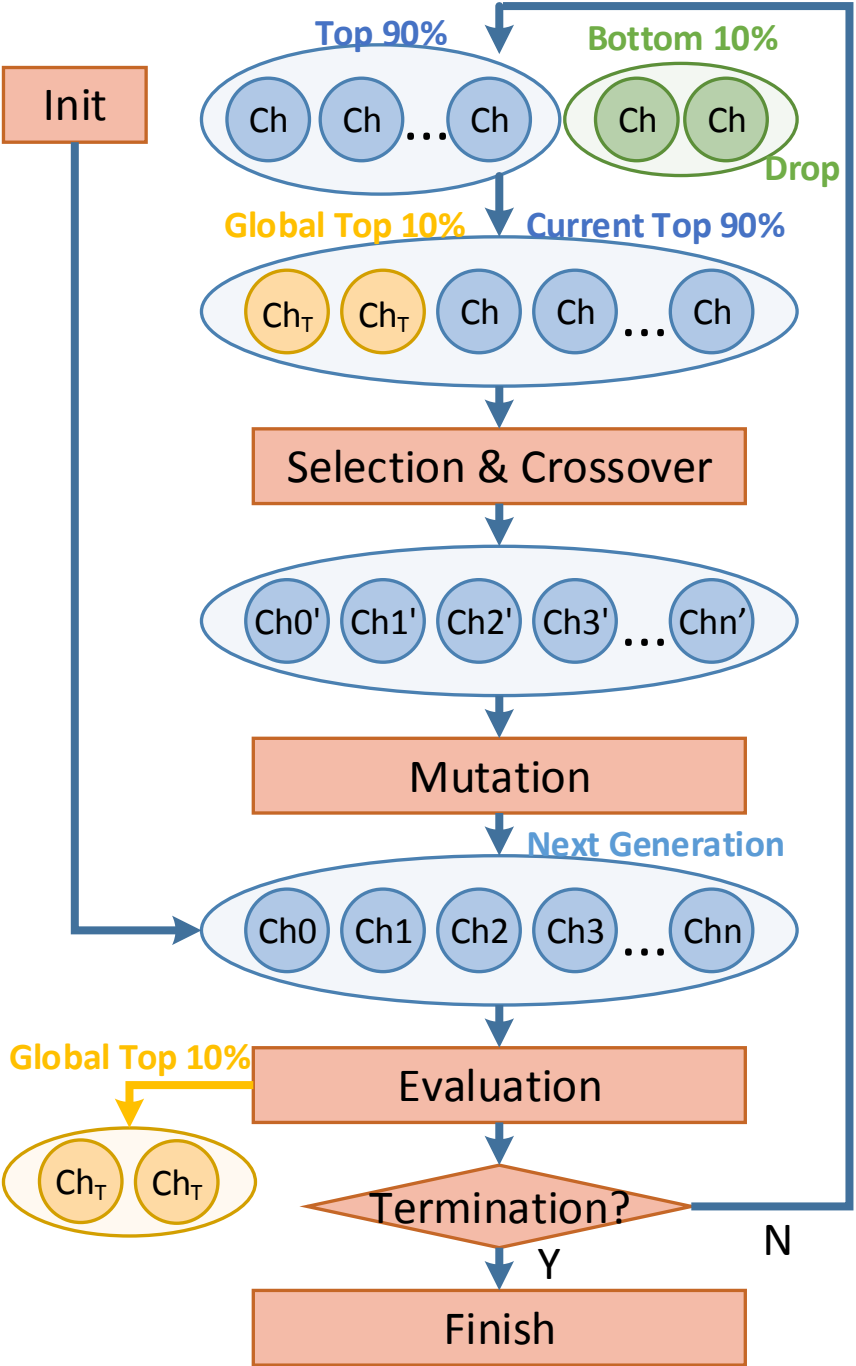 Top 90%
Bottom 10%
Init
Ch Ch ... Ch
Ch Ch
Drop
Global Top 10%
Current Top 90%
ChT ChT Ch Ch ... Ch
Selection & Crossover
Ch0' Ch1' Ch2' Ch3' ... Chn’
Mutation
Next Generation
Ch0 Ch1 Ch2 Ch3 ... Chn
Global Top 10%
Evaluation
ChT ChT
Termination?
N
Y
Finish